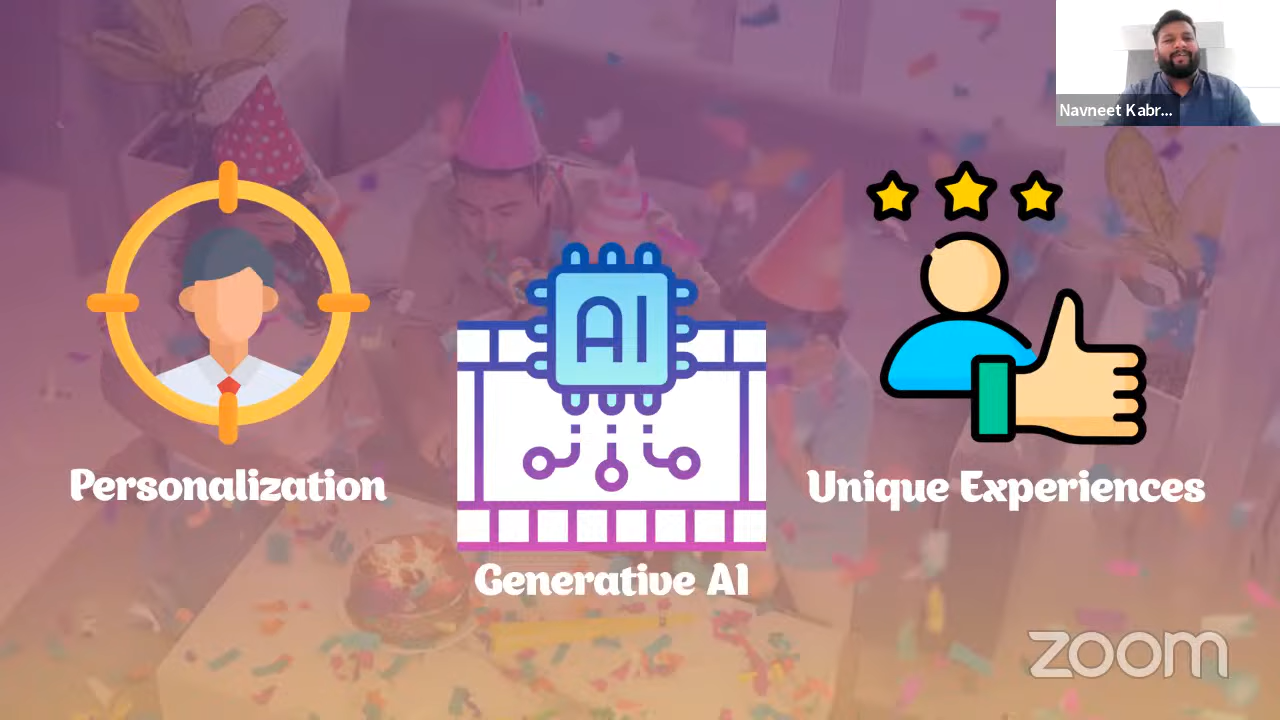 Navneet Kabr...
AI
Personalization
Unique Experiences
Generative AI
zoom